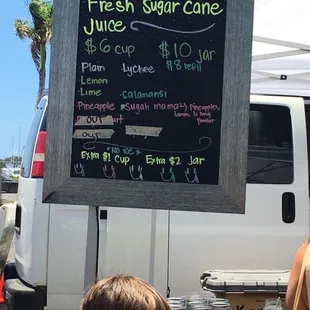 Fresh Sugar Cane
Juice
$6 cup $10 jar
$8 refill
Plain Lychee
Lemon
Lime Calamansi
Pineapple *Sugah mama Pineapple,
Lemon, Li hing
powder
OUT
OUT
*NO ICE*
Extra $1 Cup Extra $2 Jar